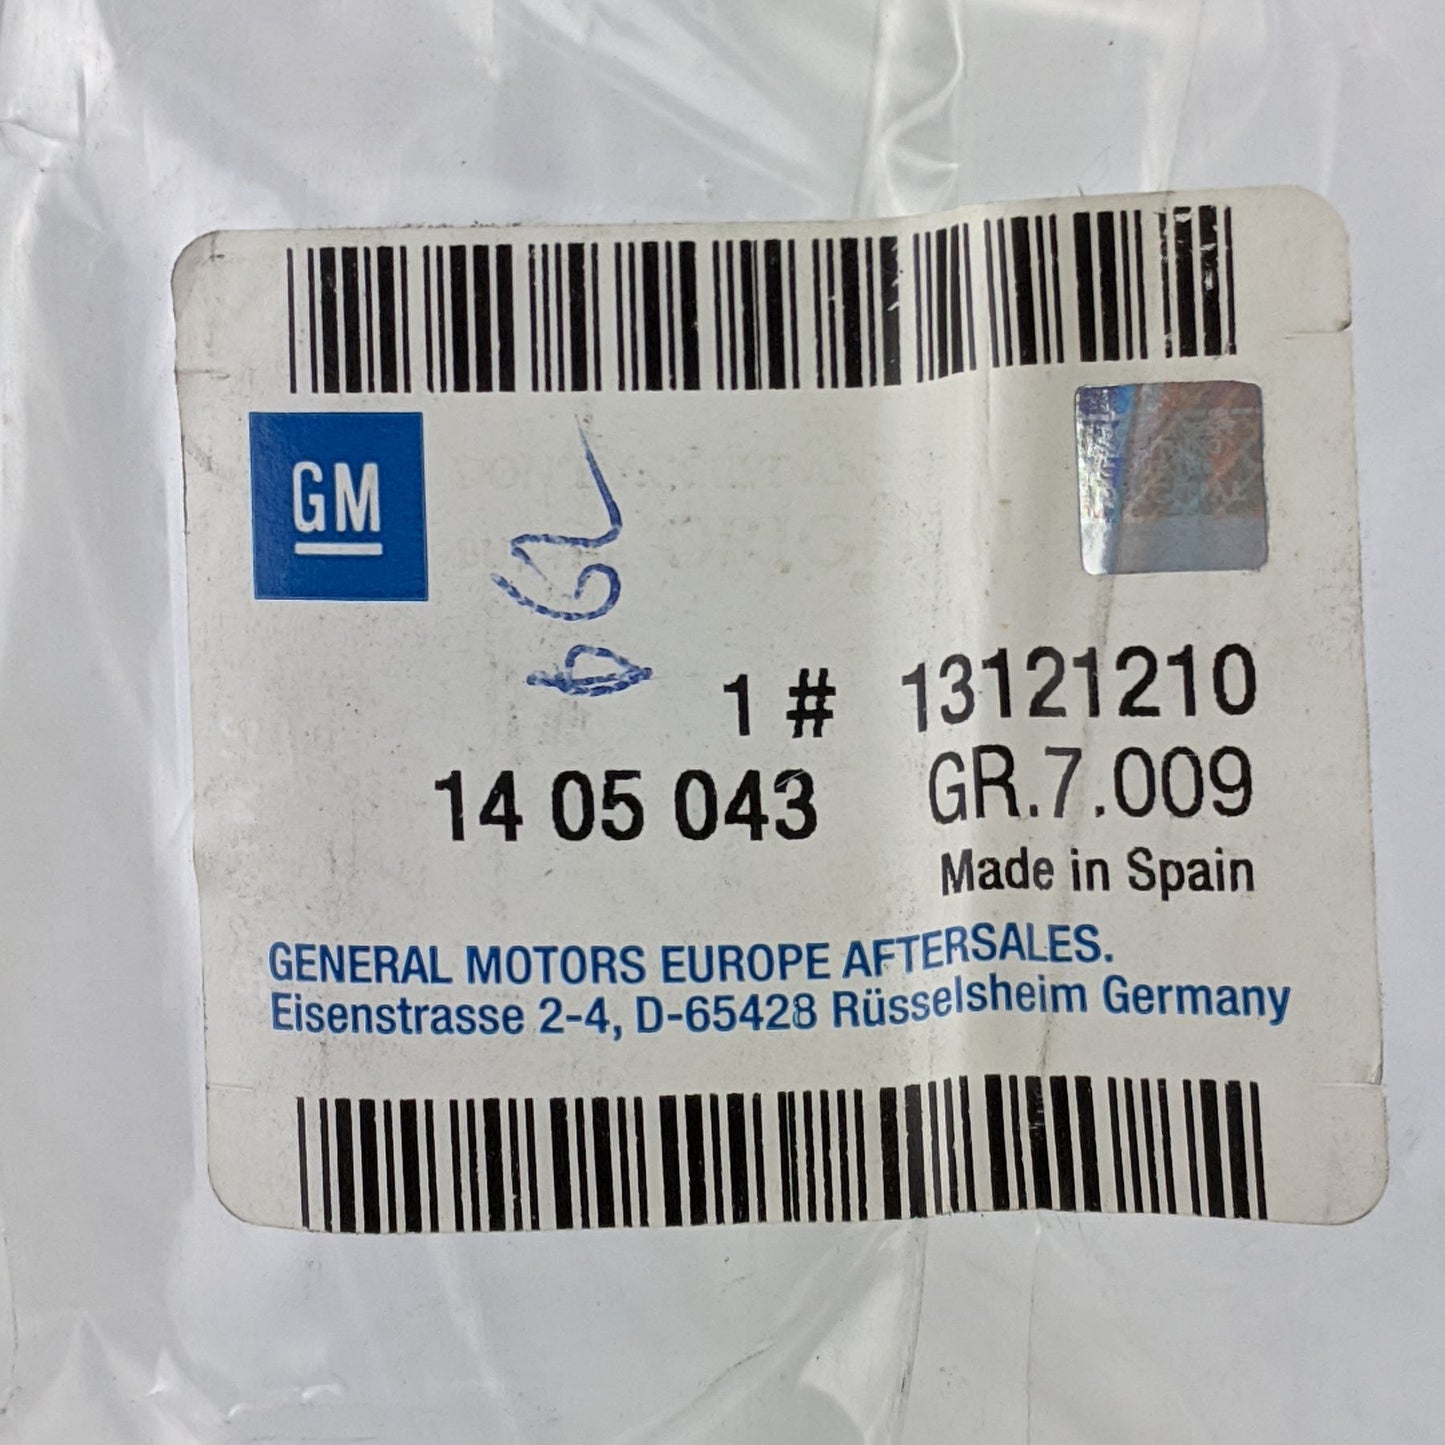 GM
1 # 13121210
14 05 043 GR.7.009
Made in Spain
GENERAL MOTORS EUROPE AFTERSALES.
Eisenstrasse 2-4, D-65428 Rüsselsheim Germany